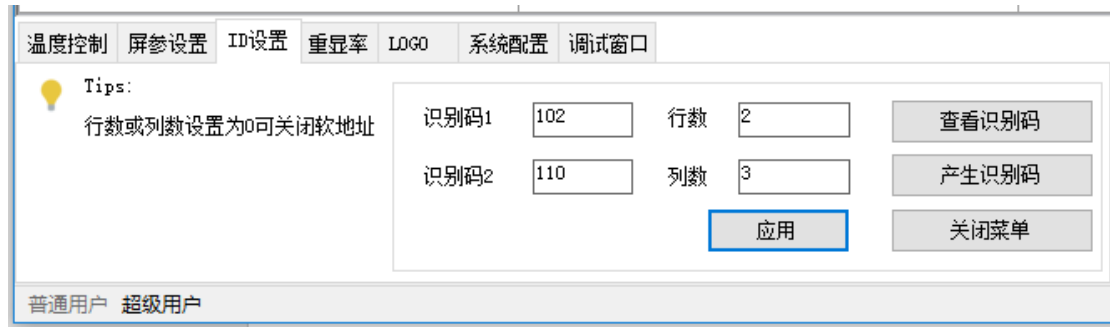 温度控制 屏参设置 ID设置 重显率 LOGO 系统配置 调试窗口
Tips:
行数或列数设置为0可关闭软地址
识别码1 102 行数 2 查看识别码
识别码2 110 列数 3 产生识别码
应用 关闭菜单
普通用户 超级用户